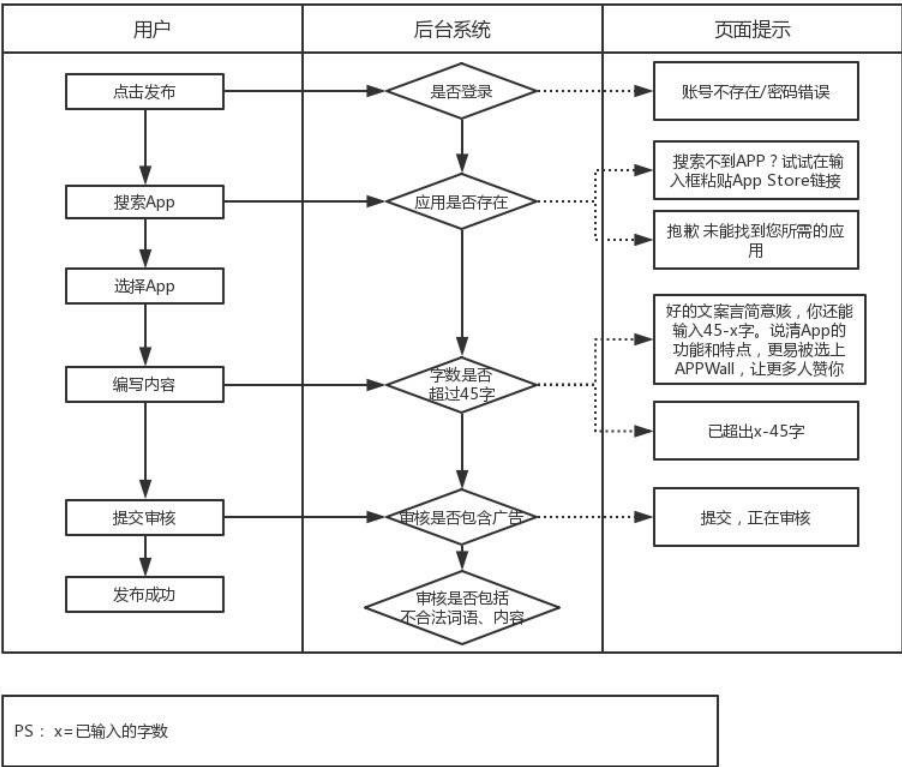 用户
后台系统
页面提示
点击发布
是否登录
账号不存在/密码错误
搜索不到APP？试试在输
入框粘贴App Store链接
搜索App
应用是否存在
抱歉 未能找到您所需的应
用
选择App
好的文案言简意赅，你还能
输入45-x字。说清App的
功能和特点，更易被选上
APPWall，让更多人赞你
编写内容
字数是否
超过45字
已超出x-45字
提交审核
审核是否包含广告
提交，正在审核
发布成功
审核是否包括
不合法词语、内容
PS：x=已输入的字数